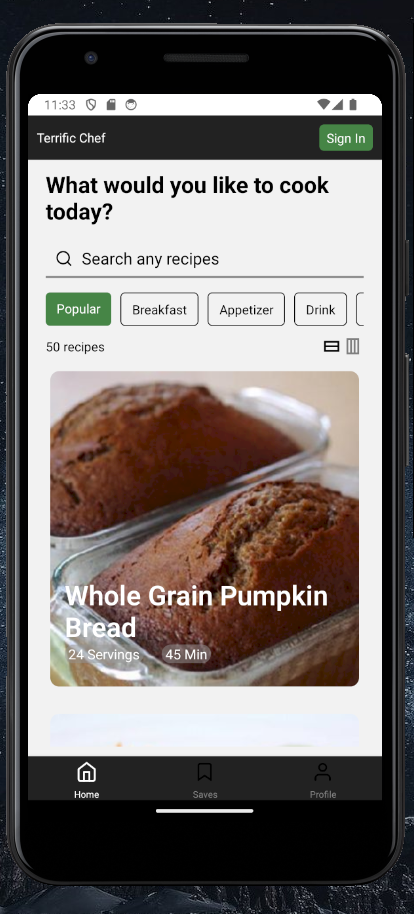 11:33
Terrific Chef
Sign In
What would you like to cook
today?
Search any recipes
Popular
Breakfast
Appetizer
Drink
50 recipes
Whole Grain Pumpkin
Bread
24 Servings
45 Min
Home
Saves
Profile